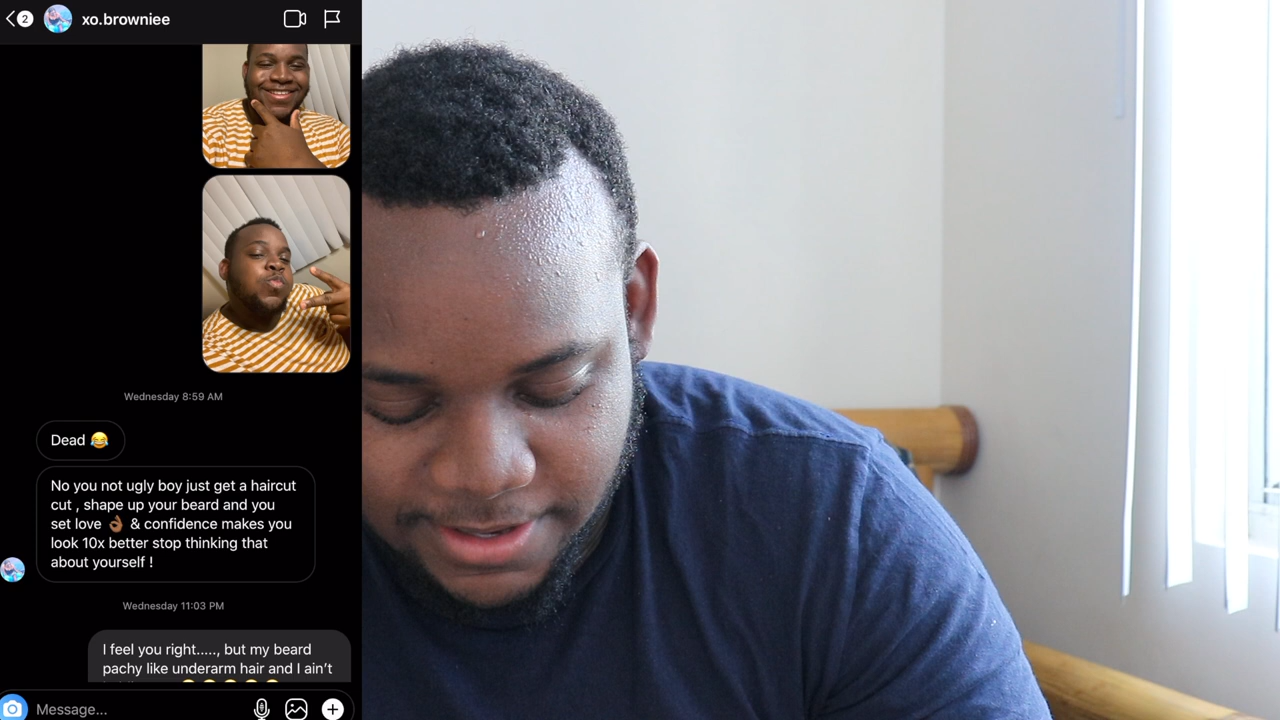 2
xo.browniee
Wednesday 8:59 AM
Dead 😂
No you not ugly boy just get a haircut
cut , shape up your beard and you
set love 👌🏾 & confidence makes you
look 10x better stop thinking that
about yourself !
Wednesday 11:03 PM
I feel you right....., but my beard
pachy like underarm hair and I ain’t
Message...